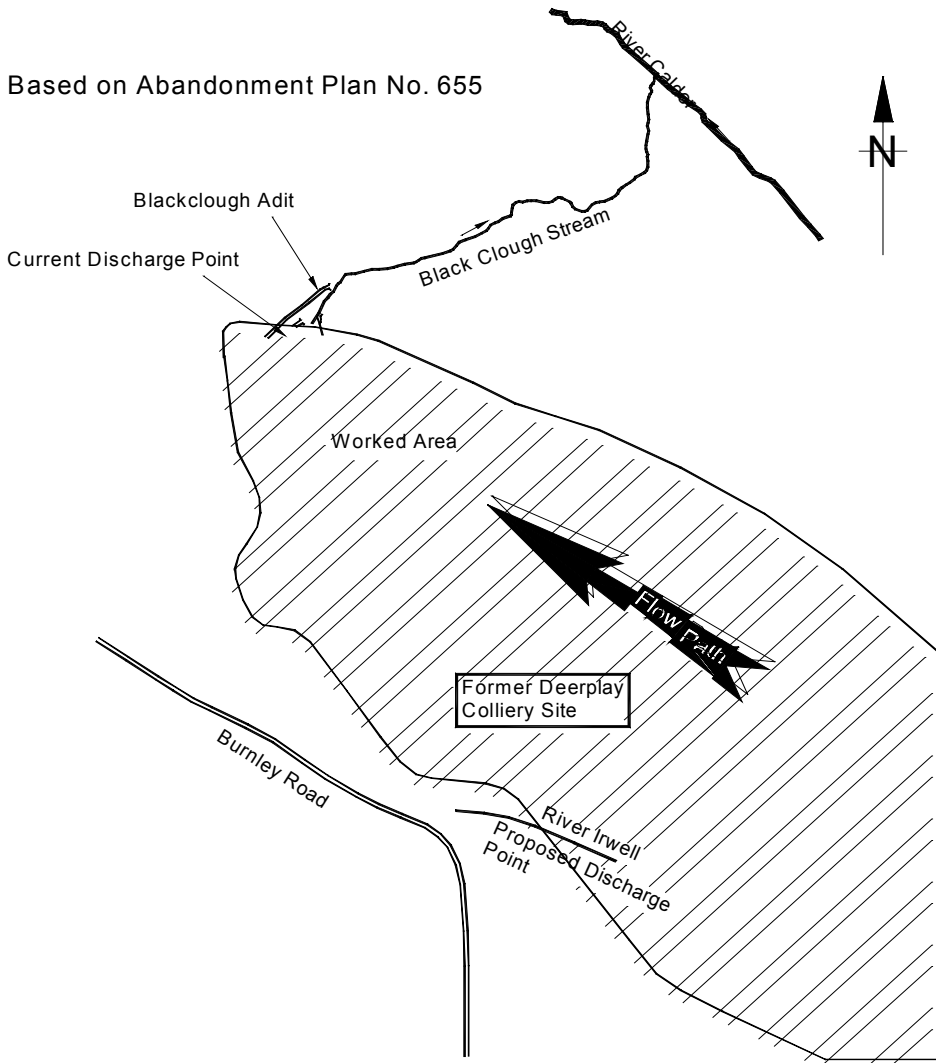 River Calder
Based on Abandonment Plan No. 655
N
Blackclough Adit
Current Discharge Point
Black Clough Stream
Worked Area
Flow Path
Former Deerplay
Colliery Site
Burnley Road
River Irwell
Proposed Discharge
Point